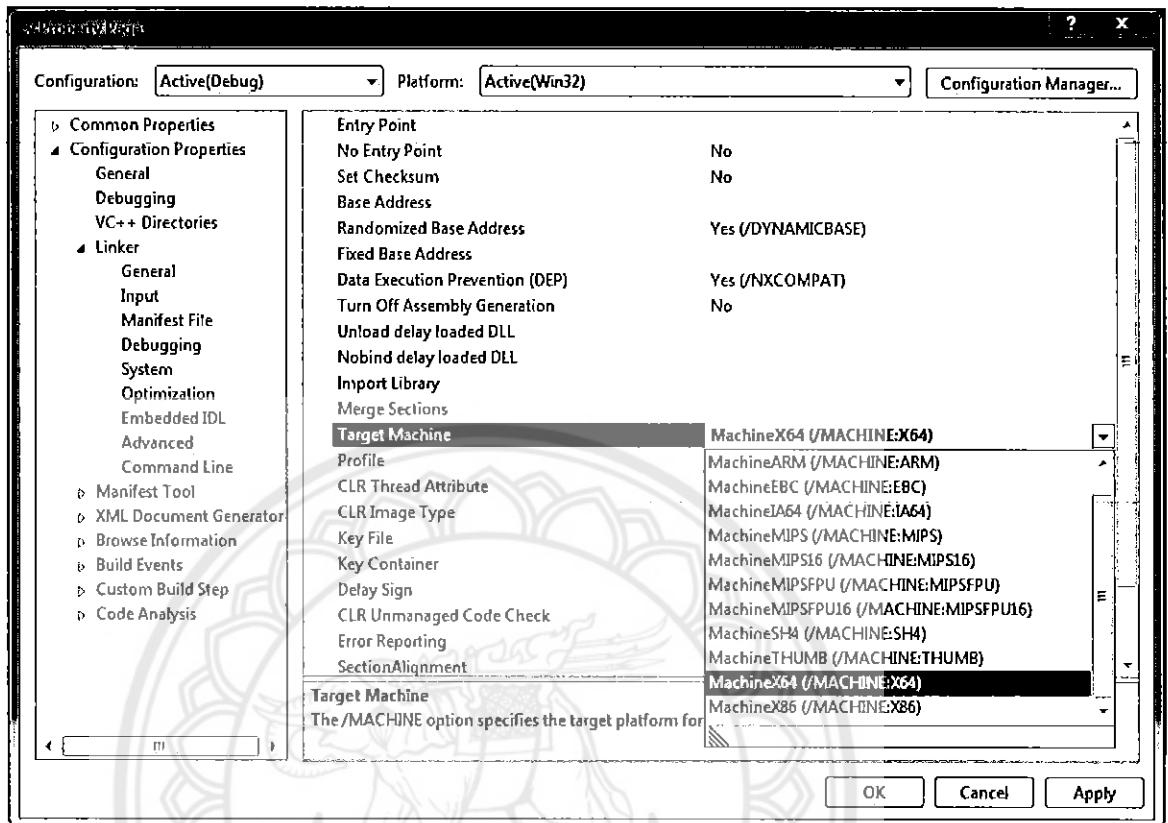 Property Pages
? X
Configuration: Active(Debug) Platform: Active(Win32) Configuration Manager...
Common Properties
Configuration Properties
General
Debugging
VC++ Directories
Linker
General
Input
Manifest File
Debugging
System
Optimization
Embedded IDL
Advanced
Command Line
Manifest Tool
XML Document Generator
Browse Information
Build Events
Custom Build Step
Code Analysis
Entry Point
No Entry Point No
Set Checksum No
Base Address
Randomized Base Address Yes (/DYNAMICBASE)
Fixed Base Address
Data Execution Prevention (DEP) Yes (/NXCOMPAT)
Turn Off Assembly Generation No
Unload delay loaded DLL
Nobind delay loaded DLL
Import Library
Merge Sections
Target Machine MachineX64 (/MACHINE:X64)
Profile
CLR Thread Attribute
CLR Image Type
Key File
Key Container
Delay Sign
CLR Unmanaged Code Check
Error Reporting
SectionAlignment
MachineARM (/MACHINE:ARM)
MachineEBC (/MACHINE:EBC)
MachineIA64 (/MACHINE:IA64)
MachineMIPS (/MACHINE:MIPS)
MachineMIPS16 (/MACHINE:MIPS16)
MachineMIPSFPU (/MACHINE:MIPSFPU)
MachineMIPSFPU16 (/MACHINE:MIPSFPU16)
MachineSH4 (/MACHINE:SH4)
MachineTHUMB (/MACHINE:THUMB)
MachineX64 (/MACHINE:X64)
MachineX86 (/MACHINE:X86)
Target Machine
The /MACHINE option specifies the target platform for
OK Cancel Apply